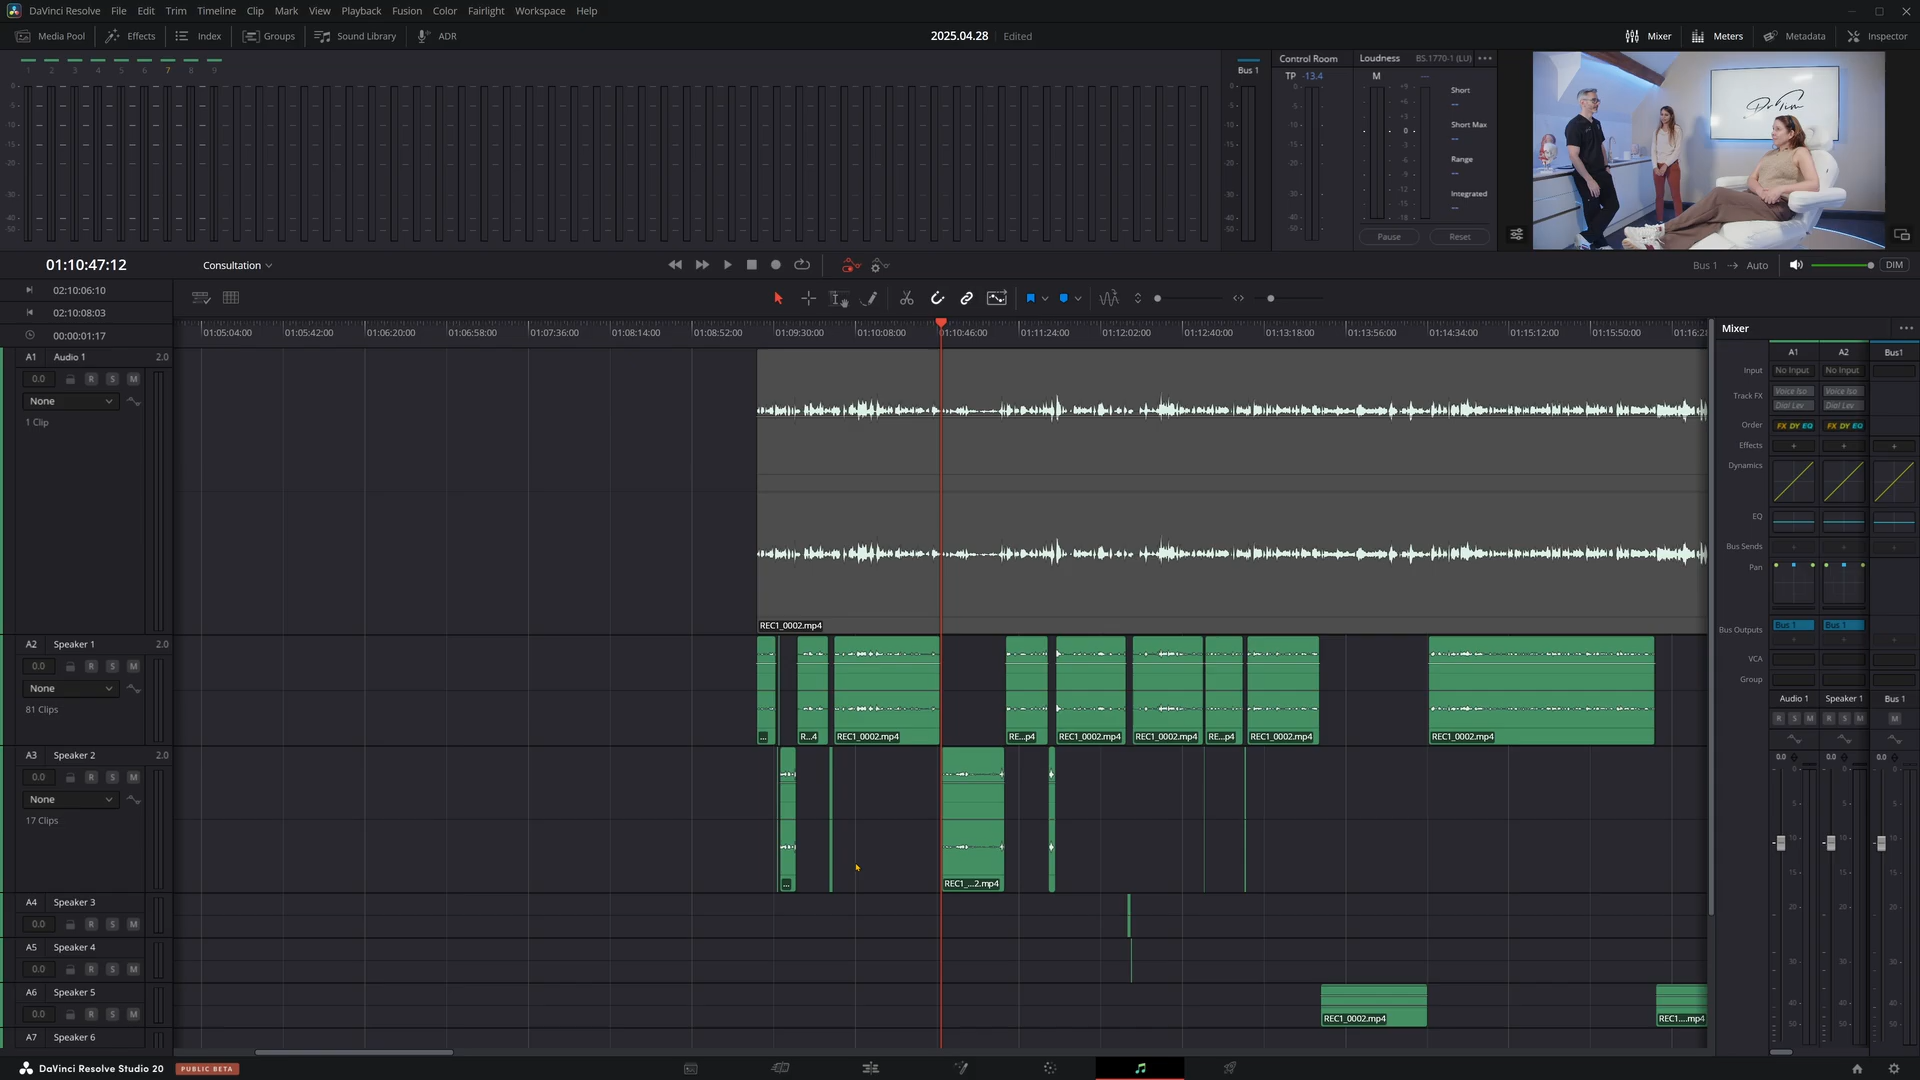 DaVinci Resolve File Edit Trim Timeline Clip Mark View Playback Fusion Color Fairlight Workspace Help
Media Pool Effects Index Groups Sound Library ADR 2025.04.28 Edited Mixer Meters Metadata Inspector
1 2 3 4 5 6 7 8 9
Bus 1
Control Room Loudness BS.1770-1 (LU)
TP -13.4 M
Short
Short Max
Range
Integrated
Pause Reset
Dr Tim
01:10:47:12 Consultation Bus 1 Auto DIM
02:10:06:10
02:10:08:03
00:00:01:17
01:05:04:00 01:05:42:00 01:06:20:00 01:06:58:00 01:07:36:00 01:08:14:00 01:08:52:00 01:09:30:00 01:10:08:00 01:10:46:00 01:11:24:00 01:12:02:00 01:12:40:00 01:13:18:00 01:13:56:00 01:14:34:00 01:15:12:00 01:15:50:00 01:16:2
A1 Audio 1 2.0
0.0 R S M
None
1 Clip
REC1_0002.mp4
A2 Speaker 1 2.0
0.0 R S M
None
81 Clips
... R...4 REC1_0002.mp4 RE...p4 REC1_0002.mp4 REC1_0002.mp4 RE...p4 REC1_0002.mp4 REC1_0002.mp4
A3 Speaker 2 2.0
0.0 R S M
None
17 Clips
... REC1_...2.mp4
A4 Speaker 3
0.0 R S M
A5 Speaker 4
0.0 R S M
A6 Speaker 5
0.0 R S M
REC1_0002.mp4 REC1....mp4
A7 Speaker 6
Mixer
A1 A2 Bus1
Input No Input No Input
Track FX Voice Iso Voice Iso
Dial Lev Dial Lev
Order FX DY EQ FX DY EQ
Effects
Dynamics
EQ
Bus Sends
Pan
Bus Outputs Bus 1 Bus 1
VCA
Group
Audio 1 Speaker 1 Bus 1
R S M R S M M
0.0 0.0 0.0
DaVinci Resolve Studio 20 PUBLIC BETA